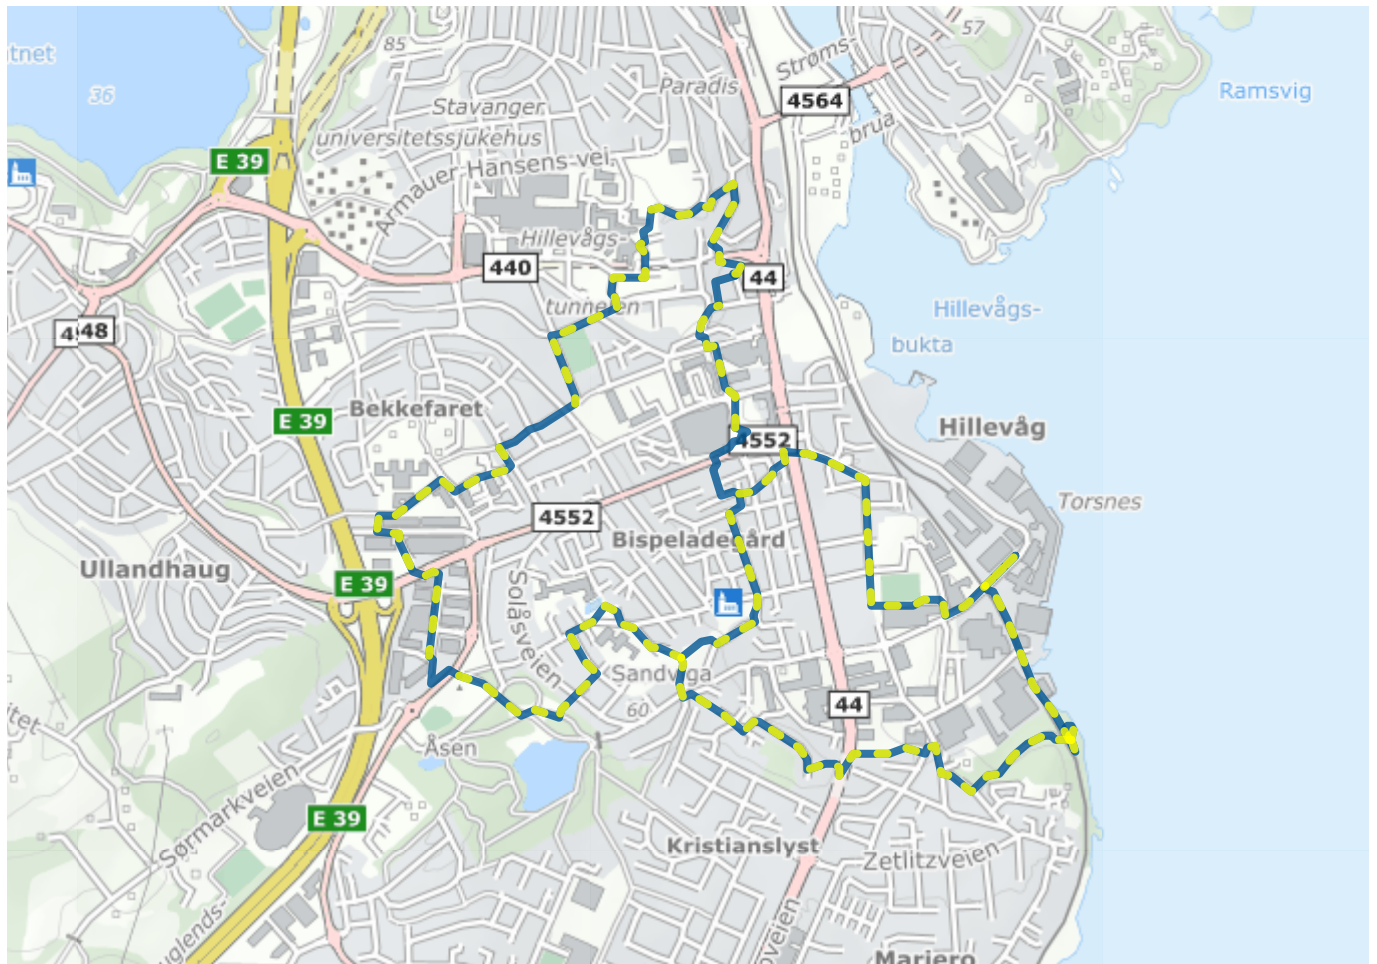 57
Strøms-
85
tnet
Paradis
Ramsvig
36
4564
Stavanger
brua
universitetssjukehus
E 39
Armauer-Hansens-vei
Hillevågs-
440
44
tunnelen
Hillevågs-
48
bukta
Bekkefaret
E 39
Hillevåg
4552
Torsnes
4552
Bispeladegård
Ullandhaug
E 39
Solåsveien
Sandviga
44
60
Åsen
Sørmarkveien
E 39
Kristianslyst
Zetlitzveien
Mariero